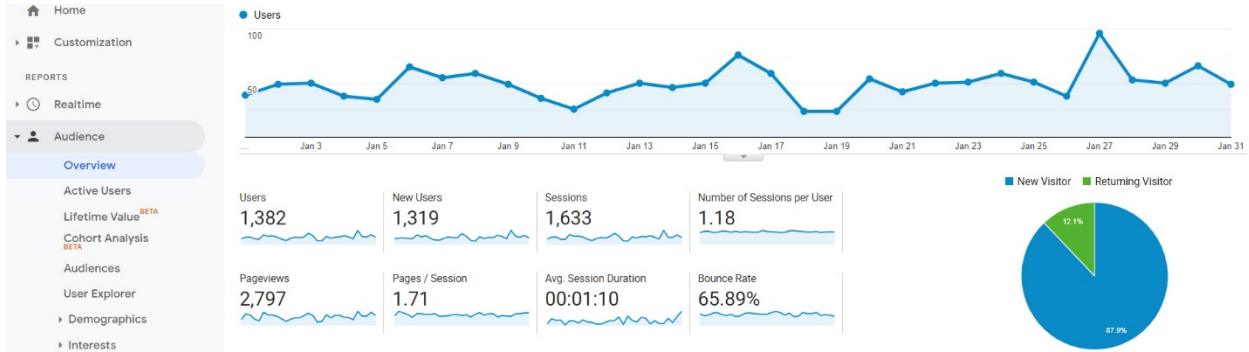 Home
Customization
REPORTS
Realtime
Audience
Overview
Active Users
Lifetime Value BETA
Cohort Analysis
BETA
Audiences
User Explorer
Demographics
Interests
Users
100
50
... Jan 3 Jan 5 Jan 7 Jan 9 Jan 11 Jan 13 Jan 15 Jan 17 Jan 19 Jan 21 Jan 23 Jan 25 Jan 27 Jan 29 Jan 31
Users New Users Sessions Number of Sessions per User
1,382 1,319 1,633 1.18
Pageviews Pages / Session Avg. Session Duration Bounce Rate
2,797 1.71 00:01:10 65.89%
New Visitor Returning Visitor
12.1%
87.9%